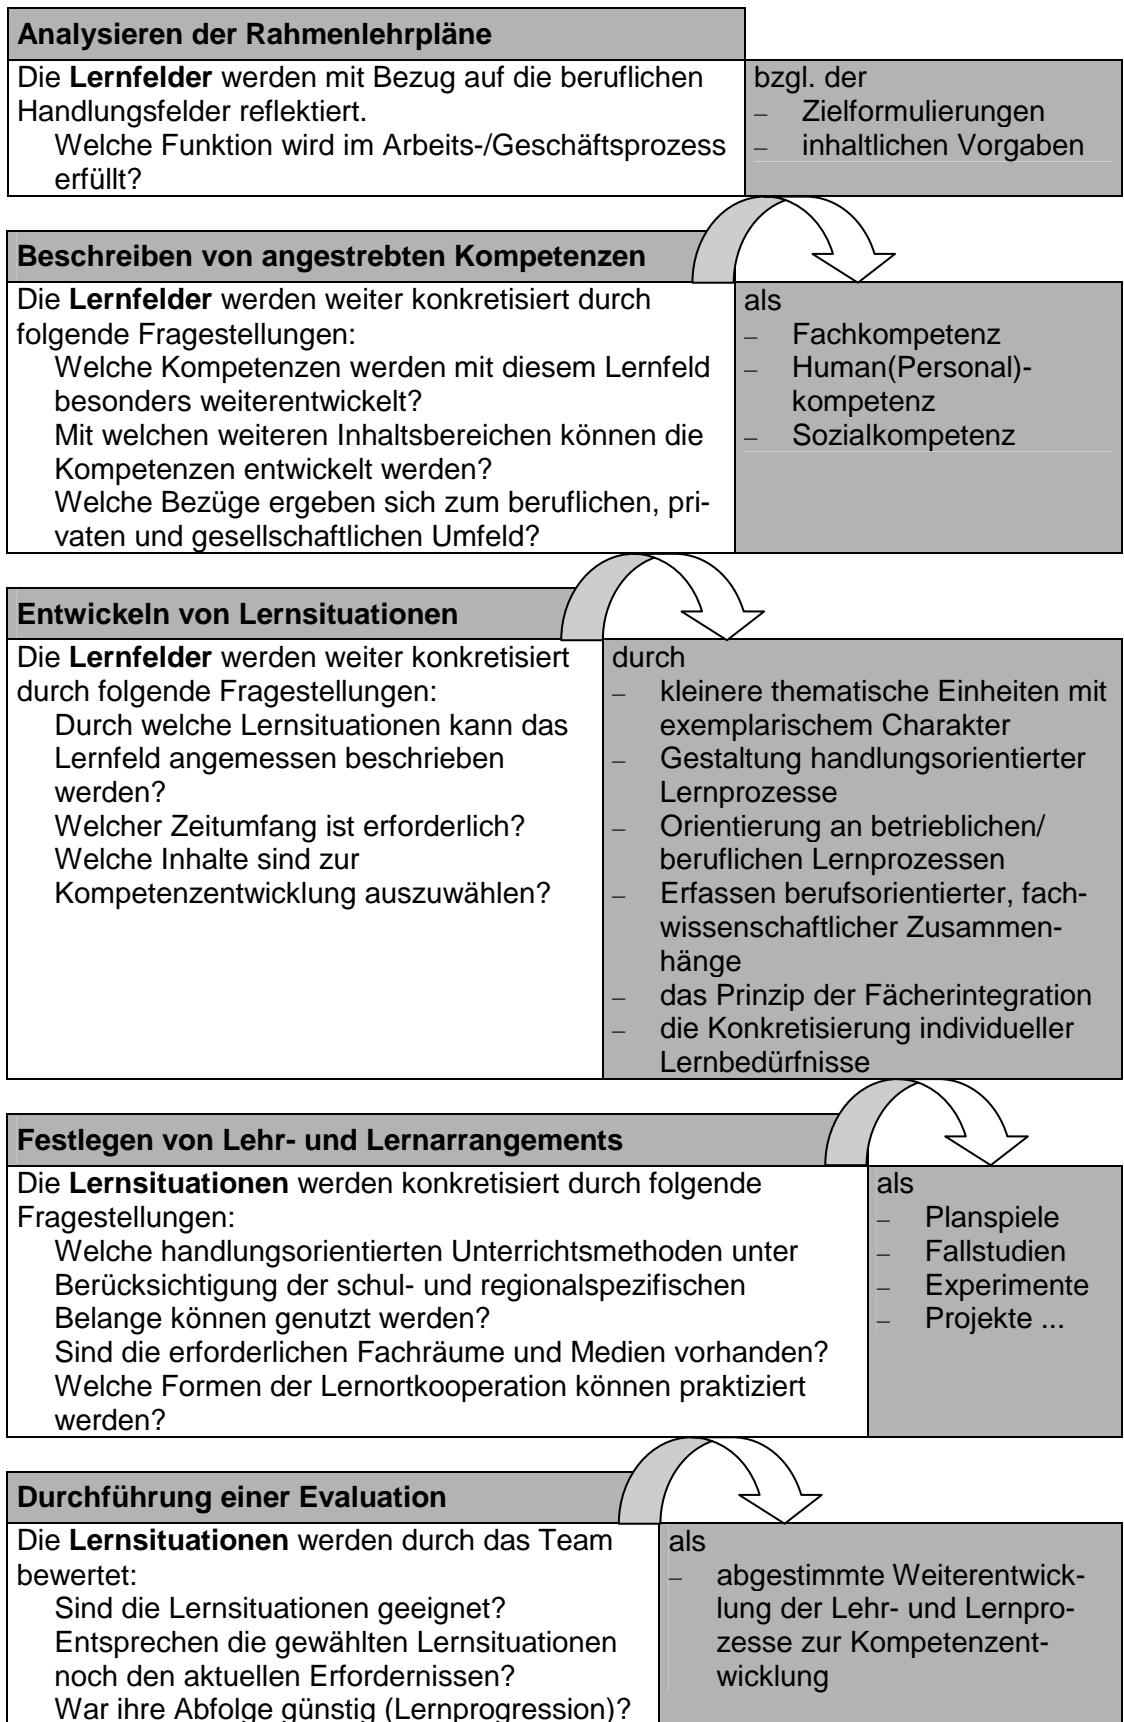 Analysieren der Rahmenlehrpläne
Die Lernfelder werden mit Bezug auf die beruflichen
Handlungsfelder reflektiert.
Welche Funktion wird im Arbeits-/Geschäftsprozess
erfüllt?
bzgl. der
– Zielformulierungen
– inhaltlichen Vorgaben
Beschreiben von angestrebten Kompetenzen
Die Lernfelder werden weiter konkretisiert durch
folgende Fragestellungen:
Welche Kompetenzen werden mit diesem Lernfeld
besonders weiterentwickelt?
Mit welchen weiteren Inhaltsbereichen können die
Kompetenzen entwickelt werden?
Welche Bezüge ergeben sich zum beruflichen, pri-
vaten und gesellschaftlichen Umfeld?
als
– Fachkompetenz
– Human(Personal)-
kompetenz
– Sozialkompetenz
Entwickeln von Lernsituationen
Die Lernfelder werden weiter konkretisiert
durch folgende Fragestellungen:
Durch welche Lernsituationen kann das
Lernfeld angemessen beschrieben
werden?
Welcher Zeitumfang ist erforderlich?
Welche Inhalte sind zur
Kompetenzentwicklung auszuwählen?
durch
– kleinere thematische Einheiten mit
exemplarischem Charakter
– Gestaltung handlungsorientierter
Lernprozesse
– Orientierung an betrieblichen/
beruflichen Lernprozessen
– Erfassen berufsorientierter, fach-
wissenschaftlicher Zusammen-
hänge
– das Prinzip der Fächerintegration
– die Konkretisierung individueller
Lernbedürfnisse
Festlegen von Lehr- und Lernarrangements
Die Lernsituationen werden konkretisiert durch folgende
Fragestellungen:
Welche handlungsorientierten Unterrichtsmethoden unter
Berücksichtigung der schul- und regionalspezifischen
Belange können genutzt werden?
Sind die erforderlichen Fachräume und Medien vorhanden?
Welche Formen der Lernortkooperation können praktiziert
werden?
als
– Planspiele
– Fallstudien
– Experimente
– Projekte ...
Durchführung einer Evaluation
Die Lernsituationen werden durch das Team
bewertet:
Sind die Lernsituationen geeignet?
Entsprechen die gewählten Lernsituationen
noch den aktuellen Erfordernissen?
War ihre Abfolge günstig (Lernprogression)?
als
– abgestimmte Weiterentwick-
lung der Lehr- und Lernpro-
zesse zur Kompetenzent-
wicklung